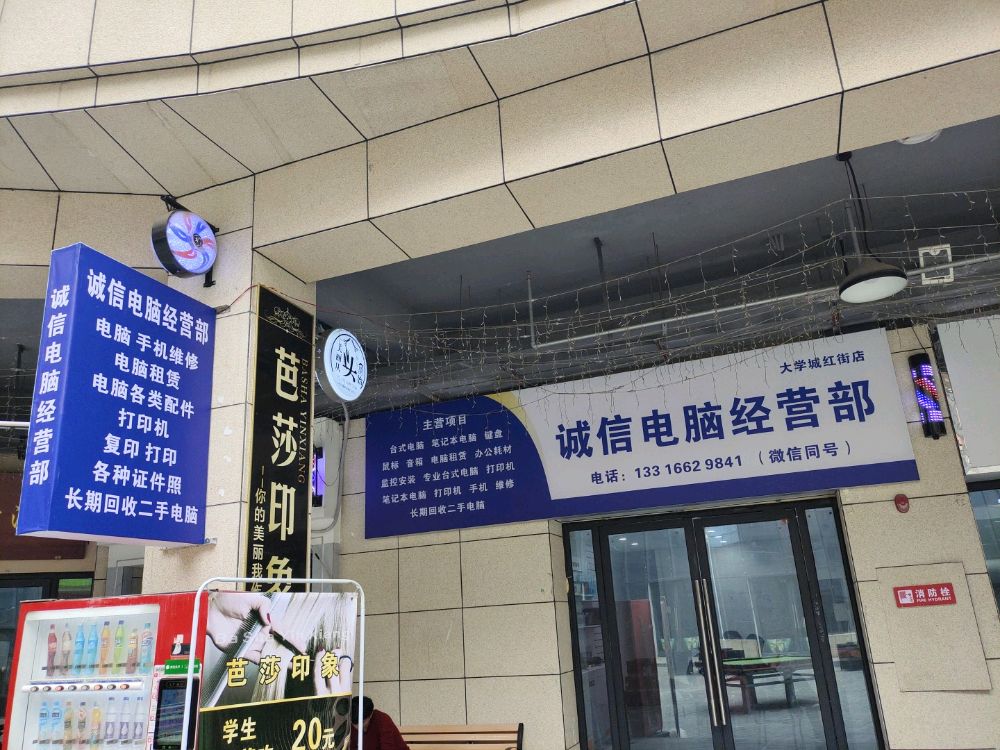 诚信电脑经营部
诚信电脑经营部
电脑 手机维修
电脑租赁
电脑各类配件
打印机
复印 打印
各种证件照
长期回收二手电脑
芭莎印象
BASHA YINXIANG
你的美丽我
头
大学城红街店
诚信电脑经营部
电话：133 1662 9841 （微信同号）
主营项目
台式电脑 笔记本电脑 键盘
鼠标 音箱 电脑租赁 办公耗材
监控安装 专业台式电脑 打印机
笔记本电脑 打印机 手机 维修
长期回收二手电脑
消防栓
FIRE HYDRANT
芭莎印象
学生
20元